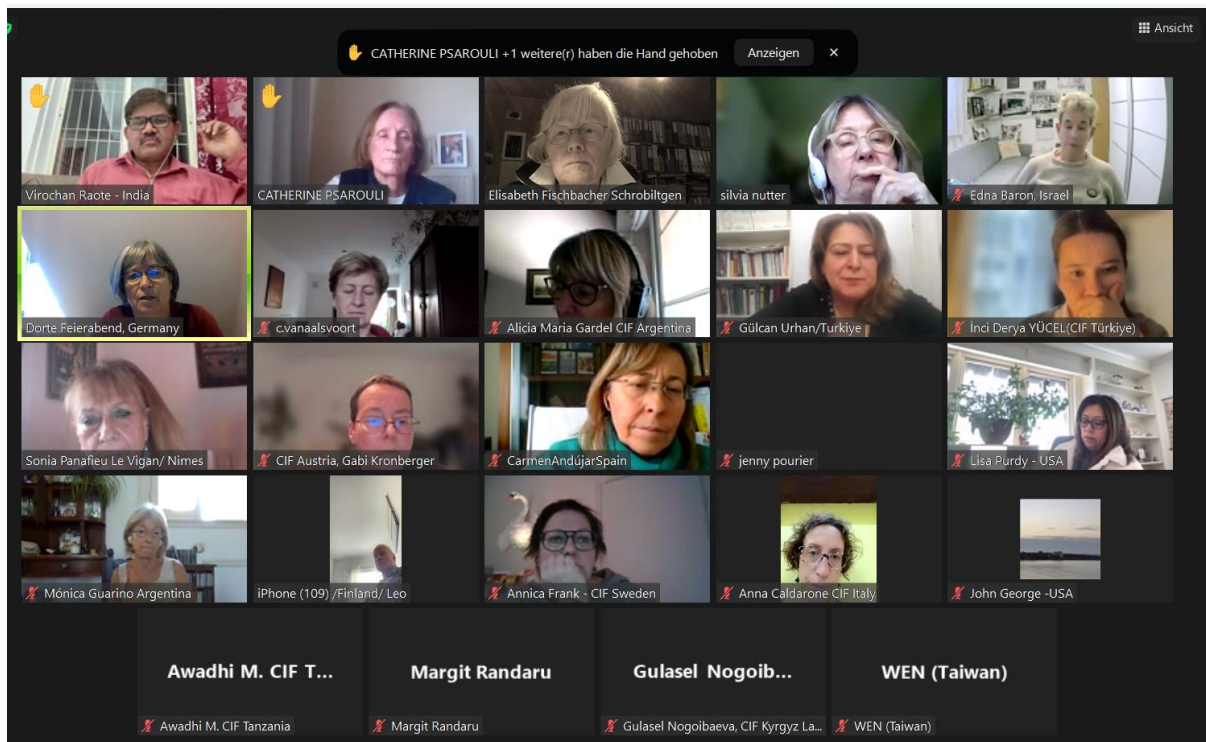 Ansicht
CATHERINE PSAROULI +1 weitere(r) haben die Hand gehoben
Anzeigen
Virochan Raote - India
CATHERINE PSAROULI
Elisabeth Fischbacher Schrobiltgen
silvia nutter
Edna Baron, Israel
Dorte Feierabend, Germany
c.vanaalsvoort
Alicia Maria Gardel CIF Argentina
Gülcan Urhan/Turkiye
İnci Derya YÜCEL(CIF Türkiye)
Sonia Panafieu Le Vigan/ Nimes
CIF Austria, Gabi Kronberger
CarmenAndújarSpain
jenny pourier
Lisa Purdy - USA
Mónica Guarino Argentina
iPhone (109) /Finland/ Leo
Annica Frank - CIF Sweden
Anna Caldarone CIF Italy
John George -USA
Awadhi M. CIF T...
Margit Randaru
Gulasel Nogoib...
WEN (Taiwan)
Awadhi M. CIF Tanzania
Margit Randaru
Gulasel Nogoibaeva, CIF Kyrgyz La...
WEN (Taiwan)